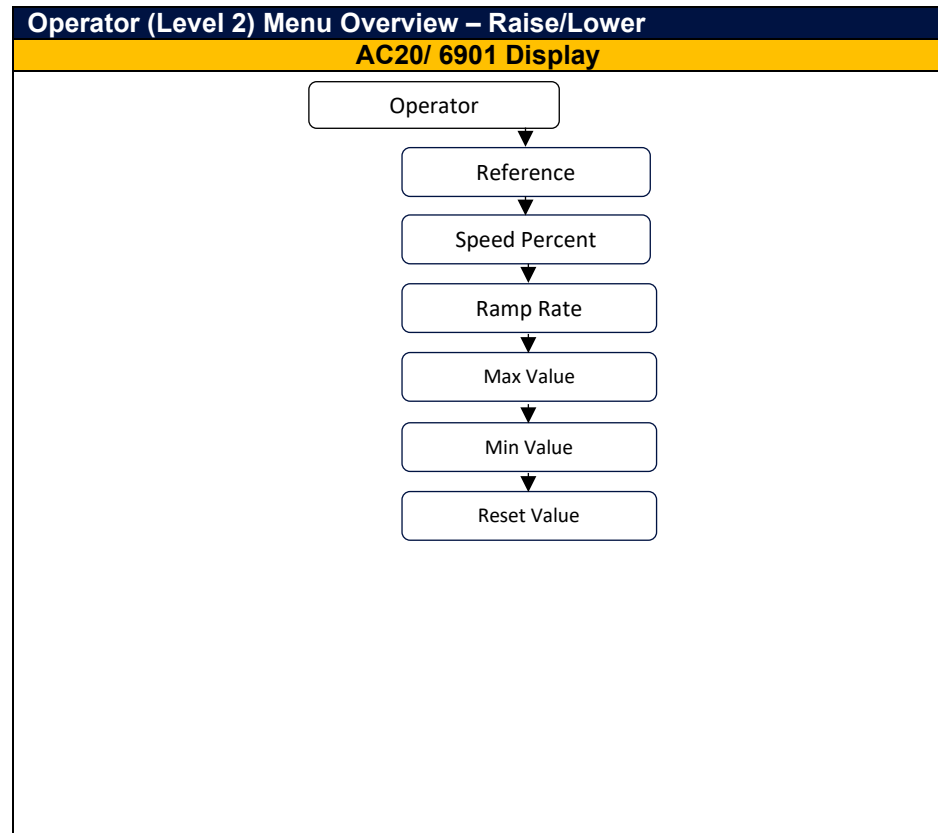 Operator (Level 2) Menu Overview – Raise/Lower
AC20/ 6901 Display
Operator
Reference
Speed Percent
Ramp Rate
Max Value
Min Value
Reset Value